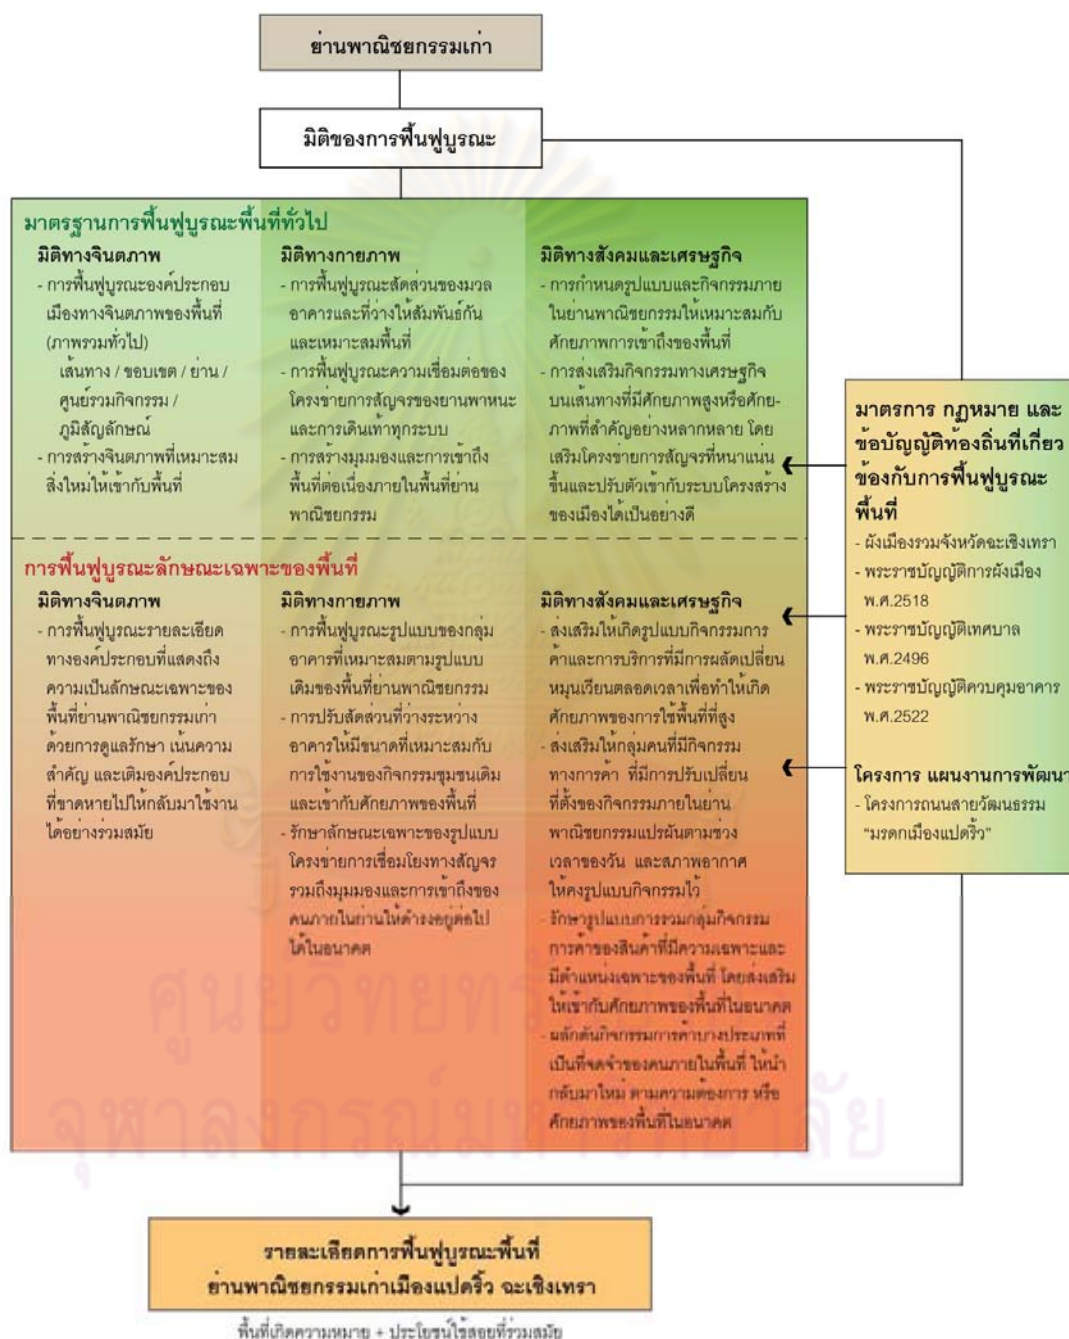 ย่านพาณิชยกรรมเก่า
มิติของการฟื้นฟูบูรณะ
มาตรฐานการฟื้นฟูบูรณะพื้นที่ทั่วไป
มิติทางจินตภาพ
- การฟื้นฟูบูรณะองค์ประกอบ
เมืองทางจินตภาพของพื้นที่
(ภาพรวมทั่วไป)
เส้นทาง / ขอบเขต / ย่าน /
ศูนย์รวมกิจกรรม /
ภูมิสัญลักษณ์
- การสร้างจินตภาพที่เหมาะสม
สิ่งใหม่ให้เข้ากับพื้นที่
มิติทางกายภาพ
- การฟื้นฟูบูรณะสัดส่วนของมวล
อาคารและที่ว่างให้สัมพันธ์กัน
และเหมาะสมพื้นที่
- การฟื้นฟูบูรณะความเชื่อมต่อของ
โครงข่ายการสัญจรของยานพาหนะ
และการเดินเท้าทุกระบบ
- การสร้างมุมมองและการเข้าถึง
พื้นที่ต่อเนื่องภายในพื้นที่ย่าน
พาณิชยกรรม
มิติทางสังคมและเศรษฐกิจ
- การกำหนดรูปแบบและกิจกรรมภาย
ในย่านพาณิชยกรรมให้เหมาะสมกับ
ศักยภาพการเข้าถึงของพื้นที่
- การส่งเสริมกิจกรรมทางเศรษฐกิจ
บนเส้นทางที่มีศักยภาพสูงหรือศักย-
ภาพที่สำคัญอย่างหลากหลาย โดย
เสริมโครงข่ายการสัญจรที่หนาแน่น
ขึ้นและปรับตัวเข้ากับระบบโครงสร้าง
ของเมืองได้เป็นอย่างดี
การฟื้นฟูบูรณะลักษณะเฉพาะของพื้นที่
มิติทางจินตภาพ
- การฟื้นฟูบูรณะรายละเอียด
ทางองค์ประกอบที่แสดงถึง
ความเป็นลักษณะเฉพาะของ
พื้นที่ย่านพาณิชยกรรมเก่า
ด้วยการดูแลรักษา เน้นความ
สำคัญ และเติมองค์ประกอบ
ที่ขาดหายไปให้กลับมาใช้งาน
ได้อย่างร่วมสมัย
มิติทางกายภาพ
- การฟื้นฟูบูรณะรูปแบบของกลุ่ม
อาคารที่เหมาะสมตามรูปแบบ
เดิมของพื้นที่ย่านพาณิชยกรรม
- การปรับสัดส่วนที่ว่างระหว่าง
อาคารให้มีขนาดที่เหมาะสมกับ
การใช้งานของกิจกรรมชุมชนเดิม
และเข้ากับศักยภาพของพื้นที่
- รักษาลักษณะเฉพาะของรูปแบบ
โครงข่ายการเชื่อมโยงทางสัญจร
รวมถึงมุมมองและการเข้าถึงของ
คนภายในย่านให้ดำรงอยู่ต่อไป
ได้ในอนาคต
มิติทางสังคมและเศรษฐกิจ
- ส่งเสริมให้เกิดรูปแบบกิจกรรมการ
ค้าและการบริการที่มีการผลัดเปลี่ยน
หมุนเวียนตลอดเวลาเพื่อทำให้เกิด
ศักยภาพของการใช้พื้นที่ที่สูง
- ส่งเสริมให้กลุ่มคนที่มีกิจกรรม
ทางการค้า ที่มีการปรับเปลี่ยน
ที่ตั้งของกิจกรรมภายในย่าน
พาณิชยกรรมแปรผันตามช่วง
เวลาของวัน และสภาพอากาศ
ให้คงรูปแบบกิจกรรมไว้
- รักษารูปแบบการรวมกลุ่มกิจกรรม
การค้าของสินค้าที่มีความเฉพาะและ
มีตำแหน่งเฉพาะของพื้นที่ โดยส่งเสริม
ให้เข้ากับศักยภาพของพื้นที่ในอนาคต
- ผลักดันกิจกรรมการค้าบางประเภทที่
เป็นที่จดจำของคนภายในพื้นที่ ให้นำ
กลับมาใหม่ ตามความต้องการ หรือ
ศักยภาพของพื้นที่ในอนาคต
มาตรการ กฎหมาย และ
ข้อบัญญัติท้องถิ่นที่เกี่ยว
ข้องกับการฟื้นฟูบูรณะ
พื้นที่
- ผังเมืองรวมจังหวัดฉะเชิงเทรา
- พระราชบัญญัติการผังเมือง
พ.ศ.2518
- พระราชบัญญัติเทศบาล
พ.ศ.2496
- พระราชบัญญัติควบคุมอาคาร
พ.ศ.2522
โครงการ แผนงานการพัฒนา
- โครงการถนนสายวัฒนธรรม
"มรดกเมืองแปดริ้ว"
รายละเอียดการฟื้นฟูบูรณะพื้นที่
ย่านพาณิชยกรรมเก่าเมืองแปดริ้ว ฉะเชิงเทรา
พื้นที่เกิดความหมาย + ประโยชน์ใช้สอยที่ร่วมสมัย
ศูนย์วิทยทรัพยากร
จุฬาลงกรณ์มหาวิทยาลัย